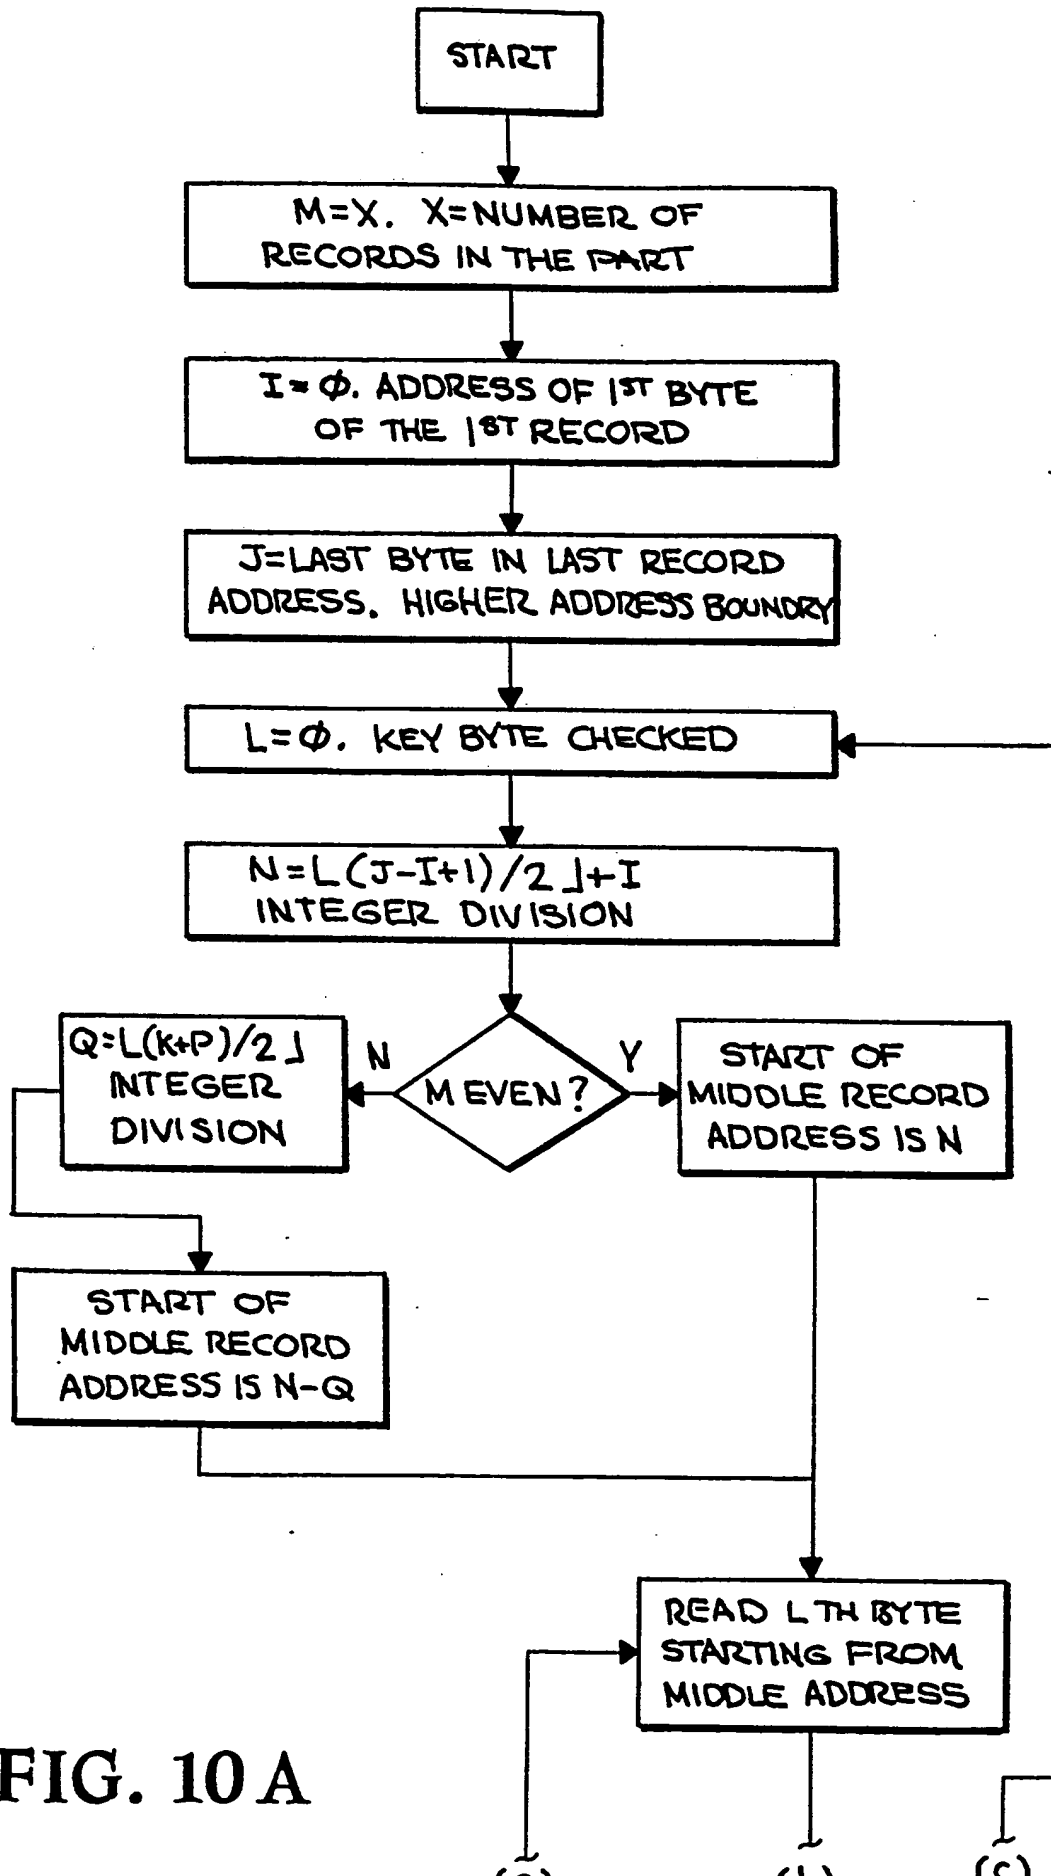 START
M=X. X=NUMBER OF
RECORDS IN THE PART
I=Φ. ADDRESS OF 1ST BYTE
OF THE 1ST RECORD
J=LAST BYTE IN LAST RECORD
ADDRESS. HIGHER ADDRESS BOUNDRY
L=Φ. KEY BYTE CHECKED
N=⌊(J-I+1)/2⌋+I
INTEGER DIVISION
Q=⌊(K+P)/2⌋
INTEGER
DIVISION
N
M EVEN?
Y
START OF
MIDDLE RECORD
ADDRESS IS N
START OF
MIDDLE RECORD
ADDRESS IS N-Q
READ L TH BYTE
STARTING FROM
MIDDLE ADDRESS
FIG. 10A
(c)